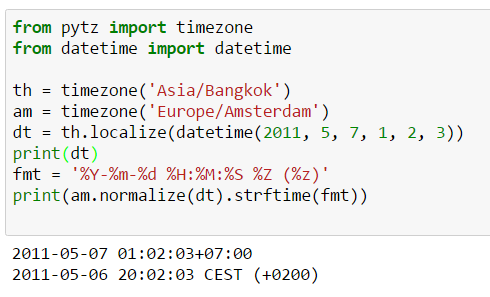 from pytz import timezone
from datetime import datetime
th = timezone('Asia/Bangkok')
am = timezone('Europe/Amsterdam')
dt = th.localize(datetime(2011, 5, 7, 1, 2, 3))
print(dt)
fmt = '%Y-%m-%d %H:%M:%S %Z (%z)'
print(am.normalize(dt).strftime(fmt))
2011-05-07 01:02:03+07:00
2011-05-06 20:02:03 CEST (+0200)